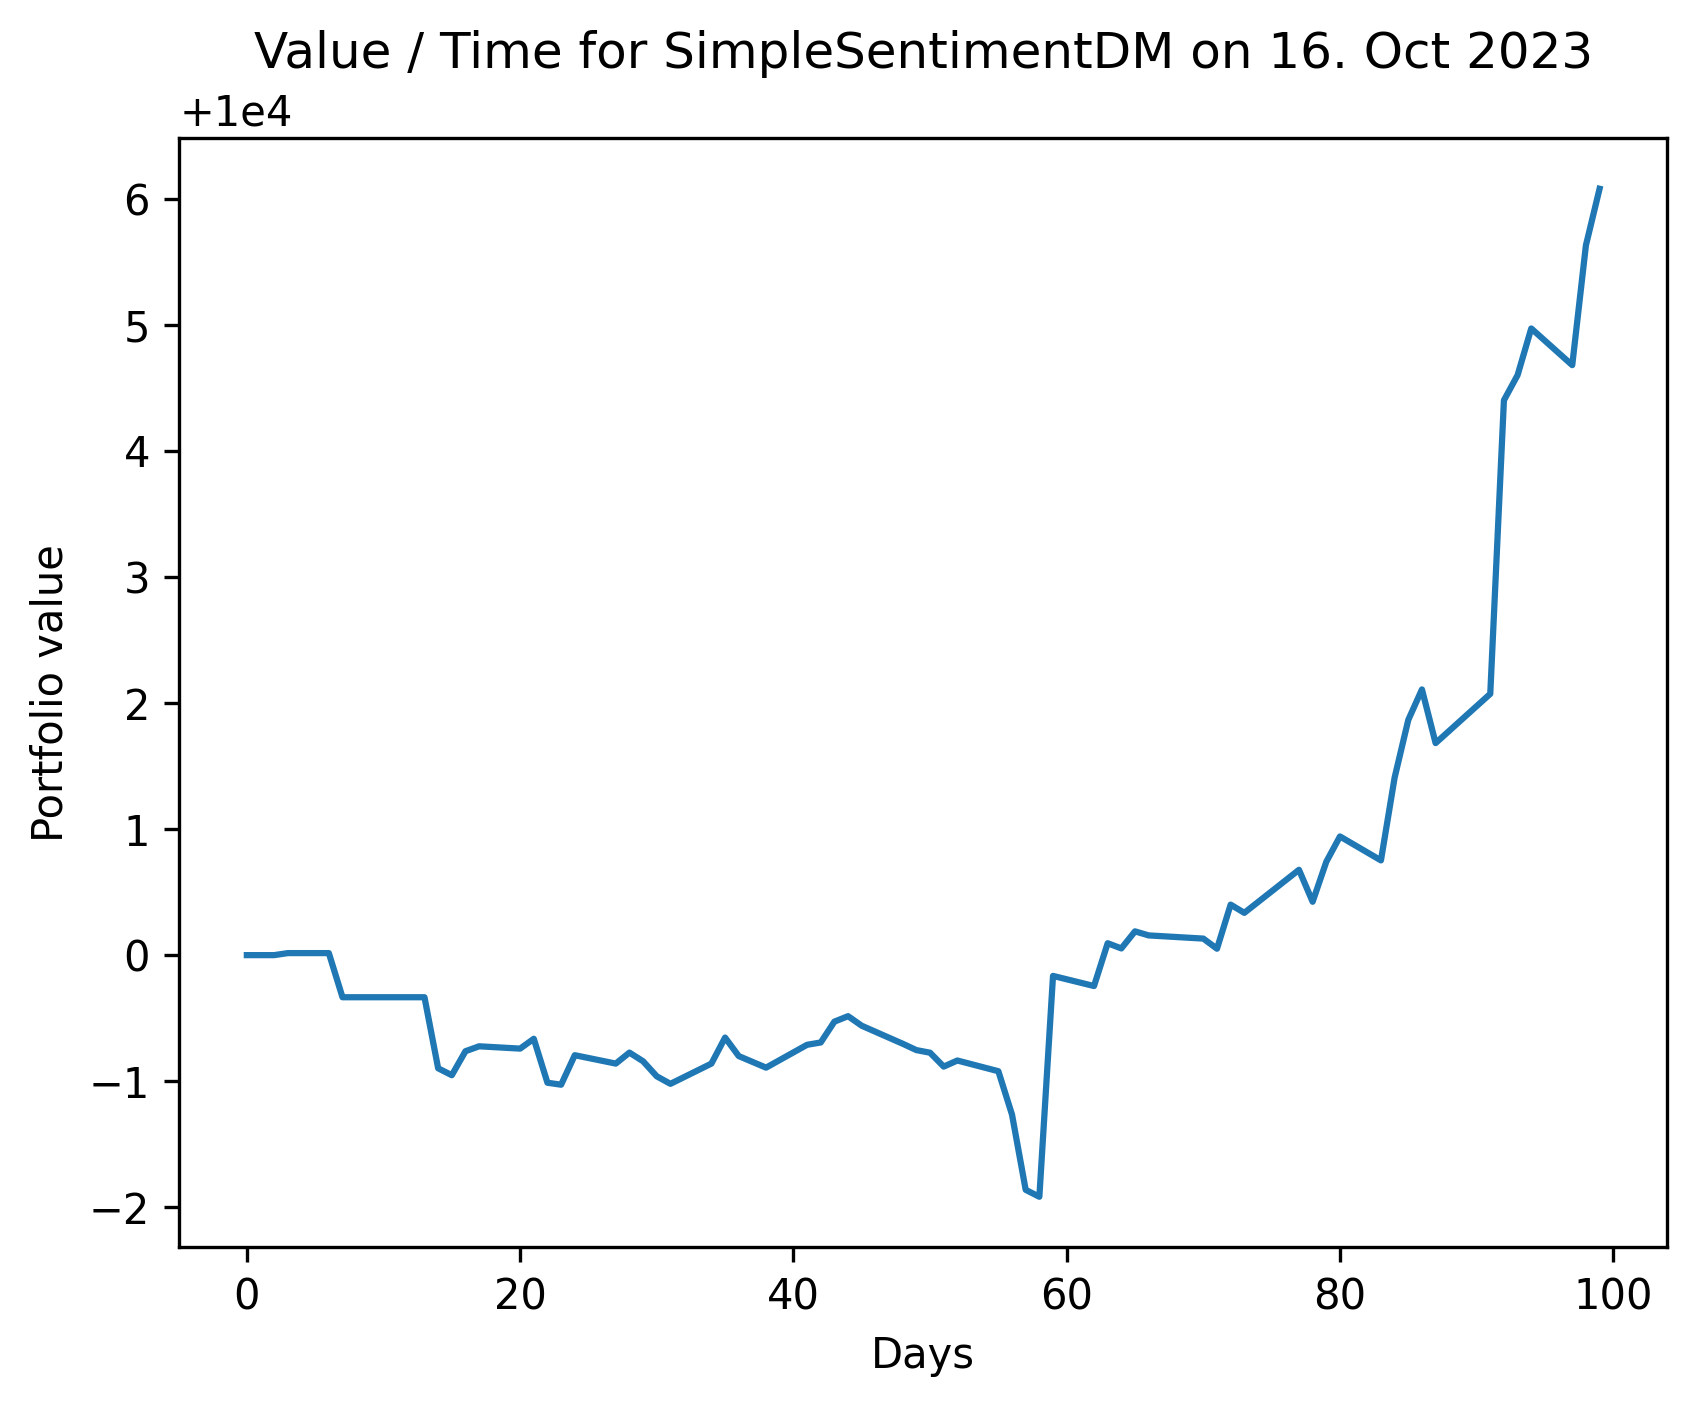 Value / Time for SimpleSentimentDM on 16. Oct 2023
+1e4
6
5
4
3
2
1
0
−1
−2
Portfolio value
0 20 40 60 80 100
Days